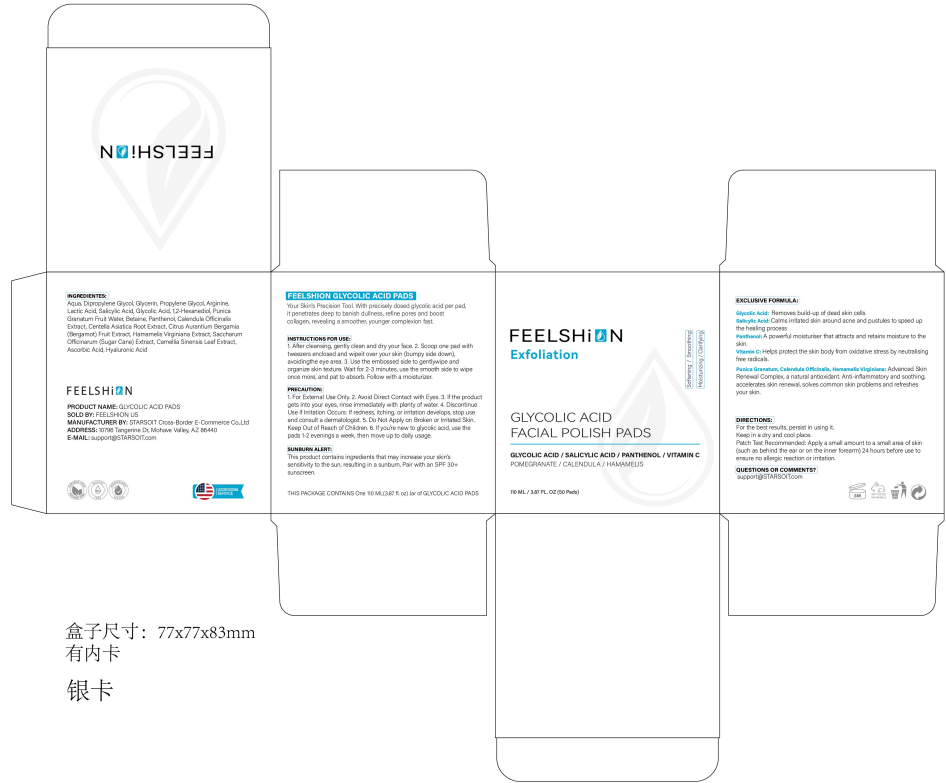 FEELSHiON
INGREDIENTES:
Aqua, Dipropylene Glycol, Glycerin, Propylene Glycol, Arginine,
Lactic Acid, Salicylic Acid, Glycolic Acid, 1,2-Hexanediol, Punica
Granatum Fruit Water, Betaine, Panthenol, Calendula Officinalis
Extract, Centella Asiatica Root Extract, Citrus Aurantium Bergamia
(Bergamot) Fruit Extract, Hamamelis Virginiana Extract, Saccharum
Officinarum (Sugar Cane) Extract, Camellia Sinensis Leaf Extract,
Ascorbic Acid, Hyaluronic Acid
FEELSHiON
PRODUCT NAME: GLYCOLIC ACID PADS
SOLD BY: FEELSHION US
MANUFACTURER BY: STARSOIT Cross-Border E-Commerce Co,.Ltd
ADDRESS: 10796 Tangerine Dr, Mohave Valley, AZ 86440
E-MAIL: support@STARSOIT.com
FEELSHION GLYCOLIC ACID PADS
Your Skin's Precision Tool. With precisely dosed glycolic acid per pad,
it penetrates deep to banish dullness, refine pores and boost
collagen, revealing a smoother, younger complexion fast.
INSTRUCTIONS FOR USE:
1. After cleansing, gently clean and dry your face. 2. Scoop one pad with
tweezers enclosed and wipeit over your skin (bumpy side down),
avoidingthe eye area. 3. Use the embossed side to gentlywipe and
organize skin texture. Wait for 2-3 minutes, use the smooth side to wipe
once more, and pat to absorb. Follow with a moisturizer.
PRECAUTION:
1. For External Use Only. 2. Avoid Direct Contact with Eyes. 3. If the product
gets into your eyes, rinse immediately with plenty of water. 4. Discontinue
Use if Irritation Occurs: If redness, itching, or irritation develops, stop use
and consult a dermatologist. 5. Do Not Apply on Broken or Irritated Skin.
Keep Out of Reach of Children. 6. If you're new to glycolic acid, use the
pads 1-2 evenings a week, then move up to daily usage.
SUNBURN ALERT:
This product contains ingredients that may increase your skin's
sensitivity to the sun, resulting in a sunburn, Pair with an SPF 30+
sunscreen.
THIS PACKAGE CONTAINS One 110 ML(3.87 fl. oz) Jar of GLYCOLIC ACID PADS
FEELSHiON
Exfoliation
Softening / Smoothing
Moisturizing / Clarifying
GLYCOLIC ACID
FACIAL POLISH PADS
GLYCOLIC ACID / SALICYLIC ACID / PANTHENOL / VITAMIN C
POMEGRANATE / CALENDULA / HAMAMELIS
110 ML / 3.87 FL. OZ (50 Pads)
EXCLUSIVE FORMULA:
Glycolic Acid: Removes build-up of dead skin cells.
Salicylic Acid: Calms irritated skin around acne and pustules to speed up
the healing process
Panthenol: A powerful moisturiser that attracts and retains moisture to the
skin.
Vitamin C: Helps protect the skin body from oxidative stress by neutralising
free radicals.
Punica Granatum, Calendula Officinalis, Hamamelis Virginiana: Advanced Skin
Renewal Complex, a natural antioxidant. Anti-inflammatory and soothing,
accelerates skin renewal, solves common skin problems and refreshes
your skin.
DIRECTIONS:
For the best results, persist in using it.
Keep in a dry and cool place.
Patch Test Recommended: Apply a small amount to a small area of skin
(such as behind the ear or on the inner forearm) 24 hours before use to
ensure no allergic reaction or irritation.
QUESTIONS OR COMMENTS?
support@STARSOIT.com
盒子尺寸：77x77x83mm
有内卡
银卡